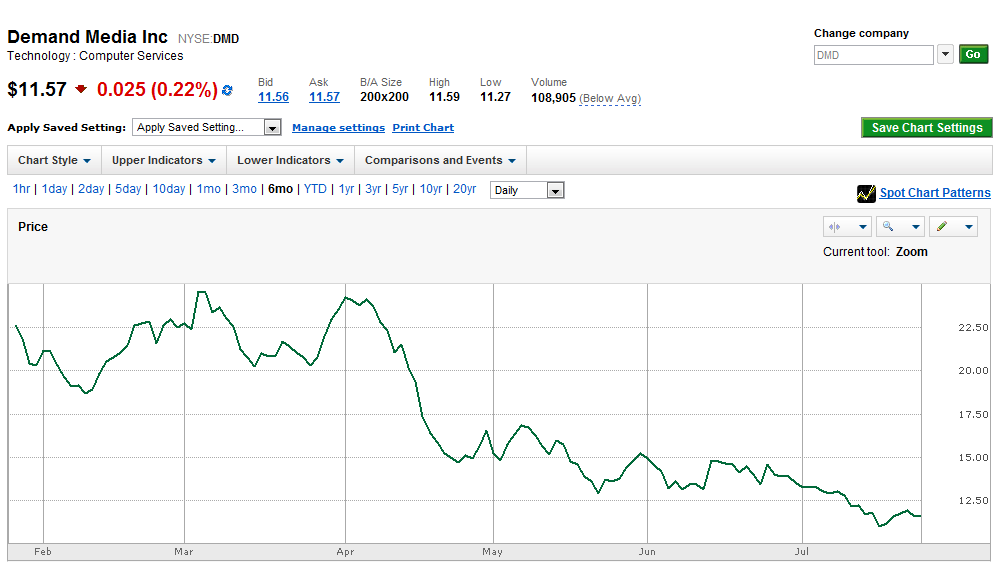 Demand Media Inc NYSE:DMD
Technology : Computer Services
Change company
DMD
Go
$11.57 0.025 (0.22%)
Bid Ask B/A Size High Low Volume
11.56 11.57 200x200 11.59 11.27 108,905 (Below Avg)
Apply Saved Setting: Apply Saved Setting... Manage settings Print Chart
Save Chart Settings
Chart Style Upper Indicators Lower Indicators Comparisons and Events
1hr | 1day | 2day | 5day | 10day | 1mo | 3mo | 6mo | YTD | 1yr | 3yr | 5yr | 10yr | 20yr Daily
Spot Chart Patterns
Price
Current tool: Zoom
22.50
20.00
17.50
15.00
12.50
Feb Mar Apr May Jun Jul